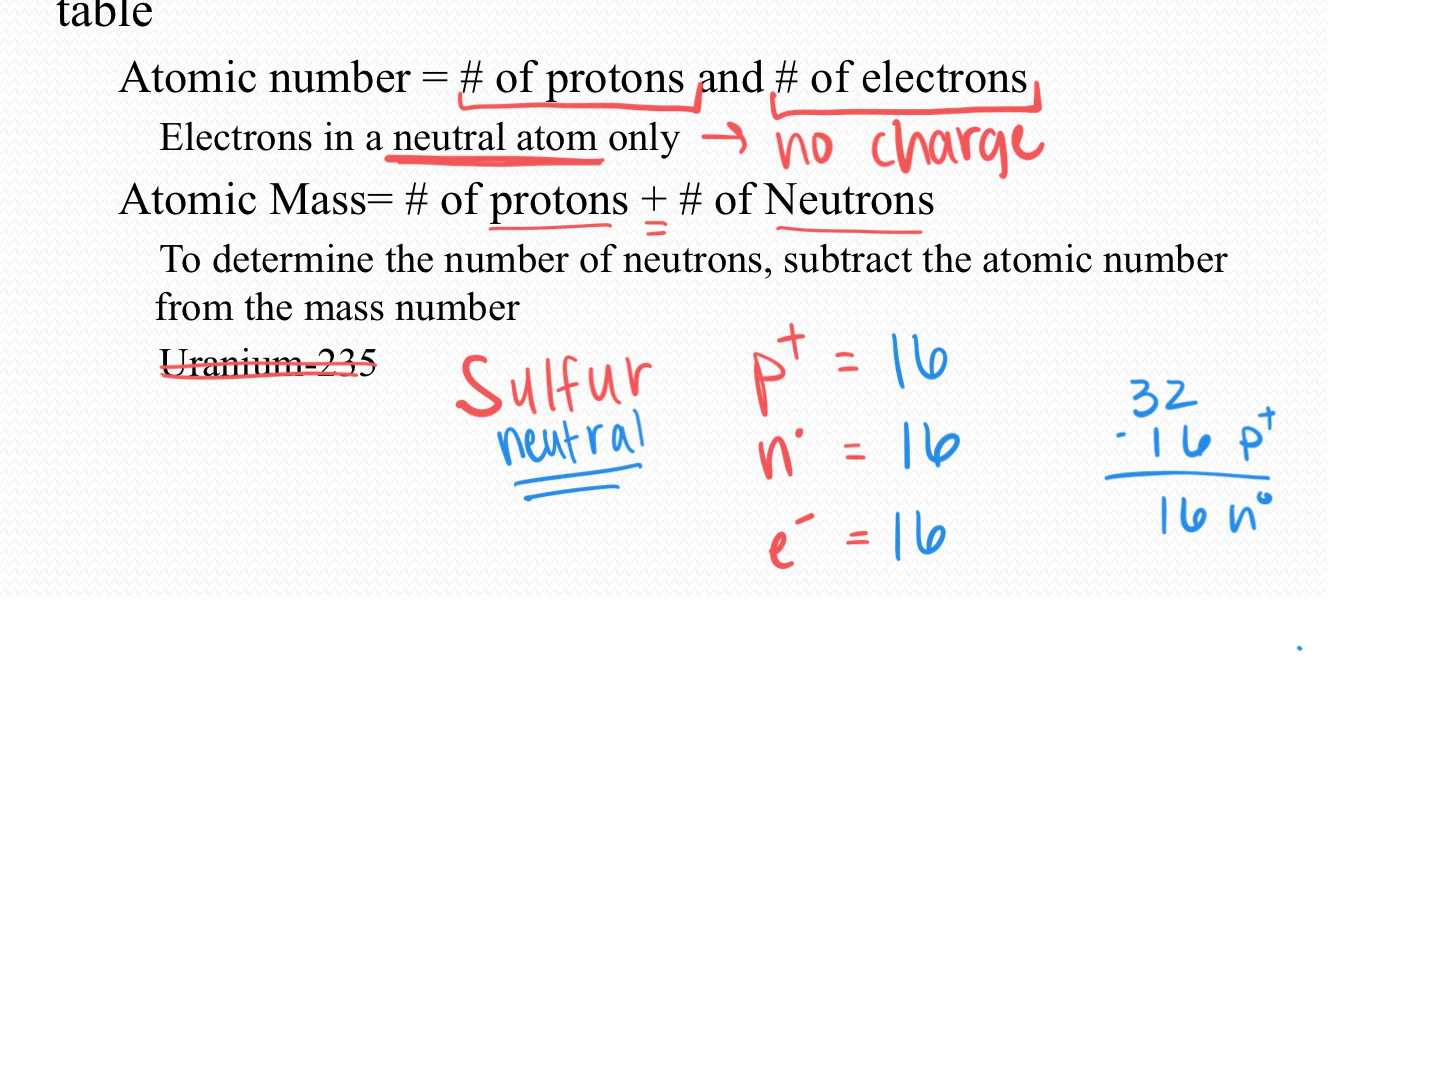 table
Atomic number = # of protons and # of electrons
Electrons in a neutral atom only → no charge
Atomic Mass= # of protons + # of Neutrons
To determine the number of neutrons, subtract the atomic number
from the mass number
Uranium-235
Sulfur
neutral
p⁺ = 16
n° = 16
e⁻ = 16
32
- 16 p⁺
16 n°